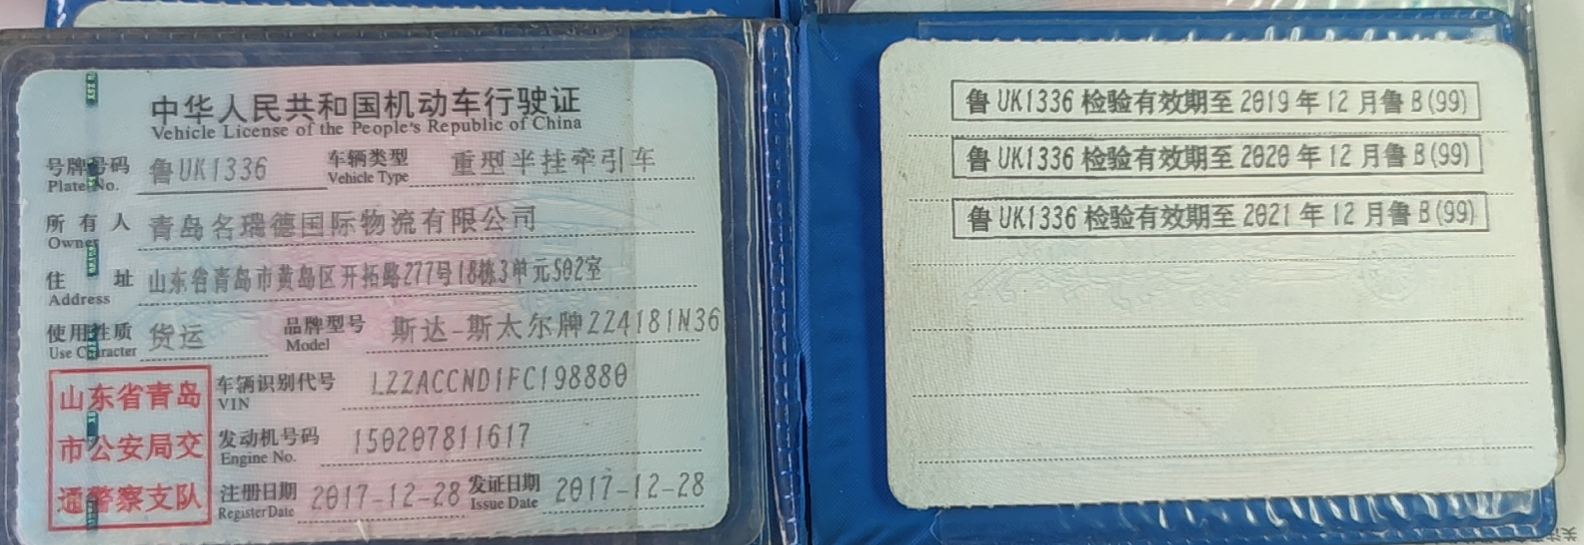 中华人民共和国机动车行驶证
Vehicle License of the People's Republic of China
号牌号码 Plate No. 鲁UK1336 车辆类型 Vehicle Type 重型半挂牵引车
所有人 Owner 青岛名瑞德国际物流有限公司
住址 Address 山东省青岛市黄岛区开拓路277号18栋3单元502室
使用性质 Use Character 货运 品牌型号 Model 斯达-斯太尔牌ZZ4181N36
山东省青岛
市公安局交
通警察支队
车辆识别代号 VIN LZZACCND1FC198880
发动机号码 Engine No. 150207811617
注册日期 Register Date 2017-12-28 发证日期 Issue Date 2017-12-28
鲁UK1336检验有效期至2019年12月鲁B(99)
鲁UK1336检验有效期至2020年12月鲁B(99)
鲁UK1336检验有效期至2021年12月鲁B(99)